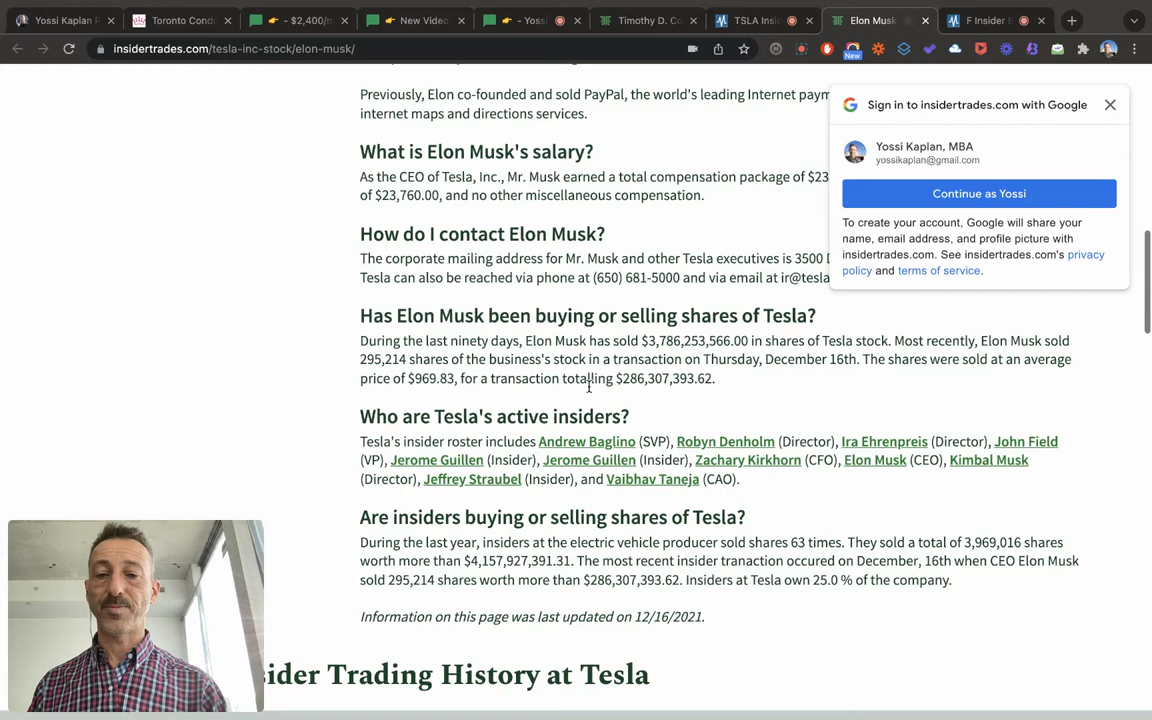 Yossi Kaplan R
Toronto Cond
- $2,400/m
New Video
- Yossi
Timothy D. Co
TSLA Insid
Elon Musk
F Insider B
insidertrades.com/tesla-inc-stock/elon-musk/
New
Previously, Elon co-founded and sold PayPal, the world's leading Internet paym
internet maps and directions services.
What is Elon Musk's salary?
As the CEO of Tesla, Inc., Mr. Musk earned a total compensation package of $23
of $23,760.00, and no other miscellaneous compensation.
How do I contact Elon Musk?
The corporate mailing address for Mr. Musk and other Tesla executives is 3500 D
Tesla can also be reached via phone at (650) 681-5000 and via email at ir@tesla
Sign in to insidertrades.com with Google
Yossi Kaplan, MBA
yossikaplan@gmail.com
Continue as Yossi
To create your account, Google will share your
name, email address, and profile picture with
insidertrades.com. See insidertrades.com's privacy
policy and terms of service.
Has Elon Musk been buying or selling shares of Tesla?
During the last ninety days, Elon Musk has sold $3,786,253,566.00 in shares of Tesla stock. Most recently, Elon Musk sold
295,214 shares of the business's stock in a transaction on Thursday, December 16th. The shares were sold at an average
price of $969.83, for a transaction totalling $286,307,393.62.
Who are Tesla's active insiders?
Tesla's insider roster includes Andrew Baglino (SVP), Robyn Denholm (Director), Ira Ehrenpreis (Director), John Field
(VP), Jerome Guillen (Insider), Jerome Guillen (Insider), Zachary Kirkhorn (CFO), Elon Musk (CEO), Kimbal Musk
(Director), Jeffrey Straubel (Insider), and Vaibhav Taneja (CAO).
Are insiders buying or selling shares of Tesla?
During the last year, insiders at the electric vehicle producer sold shares 63 times. They sold a total of 3,969,016 shares
worth more than $4,157,927,391.31. The most recent insider tranaction occured on December, 16th when CEO Elon Musk
sold 295,214 shares worth more than $286,307,393.62. Insiders at Tesla own 25.0 % of the company.
Information on this page was last updated on 12/16/2021.
sider Trading History at Tesla